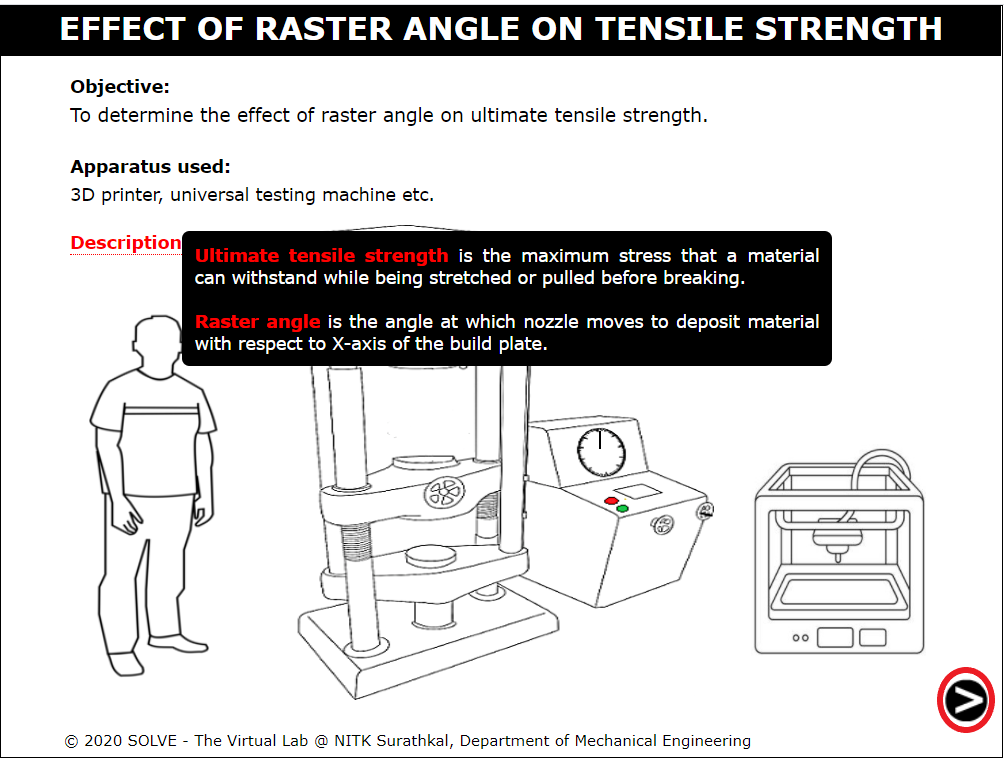 EFFECT OF RASTER ANGLE ON TENSILE STRENGTH
Objective:
To determine the effect of raster angle on ultimate tensile strength.
Apparatus used:
3D printer, universal testing machine etc.
Description
Ultimate tensile strength is the maximum stress that a material
can withstand while being stretched or pulled before breaking.
Raster angle is the angle at which nozzle moves to deposit material
with respect to X-axis of the build plate.
© 2020 SOLVE - The Virtual Lab @ NITK Surathkal, Department of Mechanical Engineering